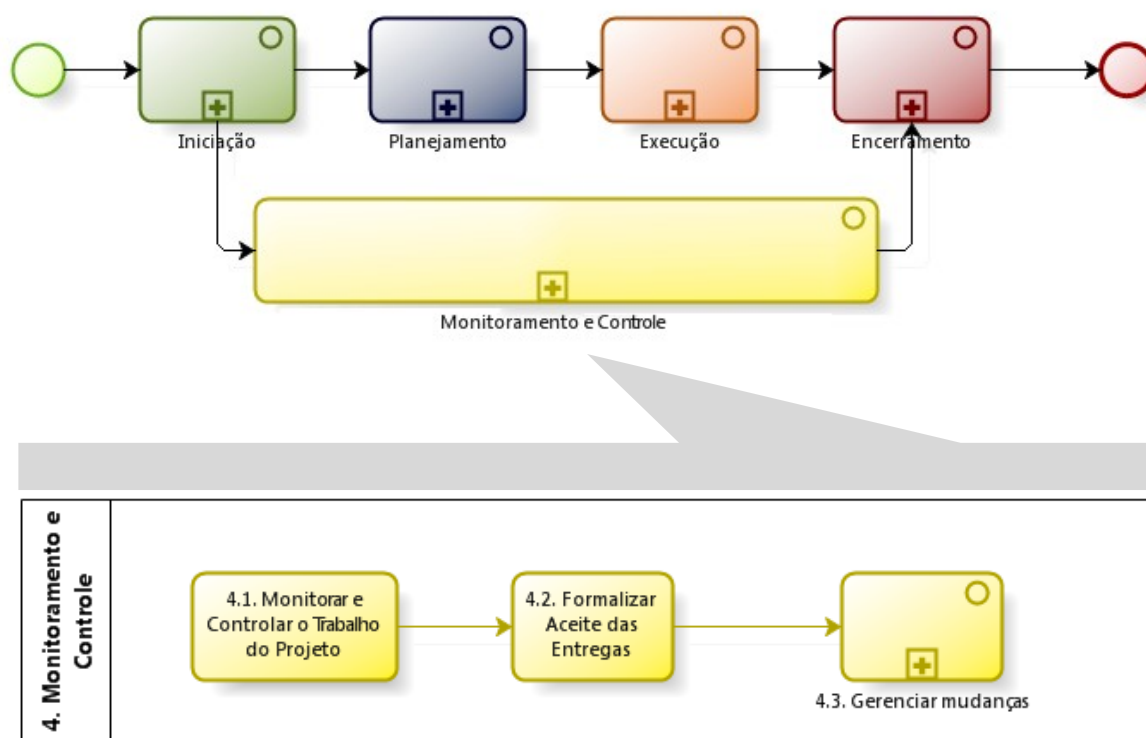 Iniciação
Planejamento
Execução
Encerramento
Monitoramento e Controle
4. Monitoramento e
Controle
4.1. Monitorar e
Controlar o Trabalho
do Projeto
4.2. Formalizar
Aceite das
Entregas
4.3. Gerenciar mudanças